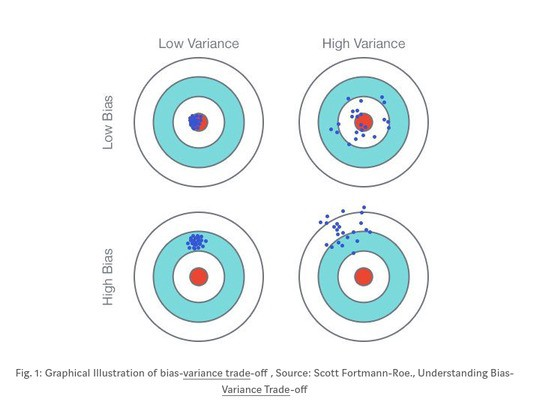 Low Variance
High Variance
Low Bias
High Bias
Fig. 1: Graphical Illustration of bias-variance trade-off , Source: Scott Fortmann-Roe., Understanding Bias-
Variance Trade-off